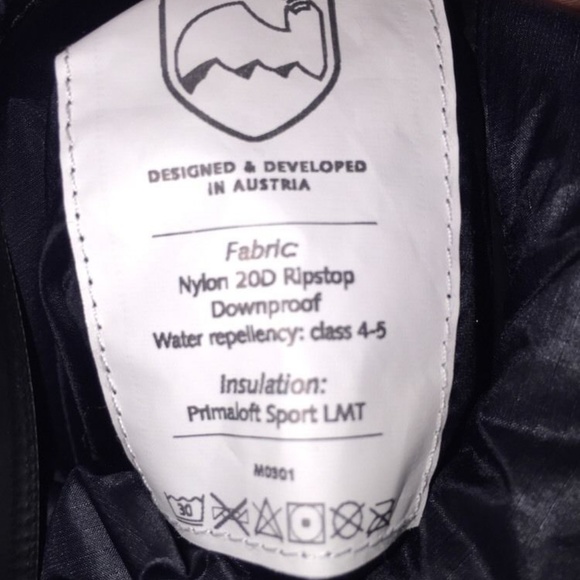 DESIGNED & DEVELOPED
IN AUSTRIA
Fabric:
Nylon 20D Ripstop
Downproof
Water repellency: class 4-5
Insulation:
Primaloft Sport LMT
M0301
30